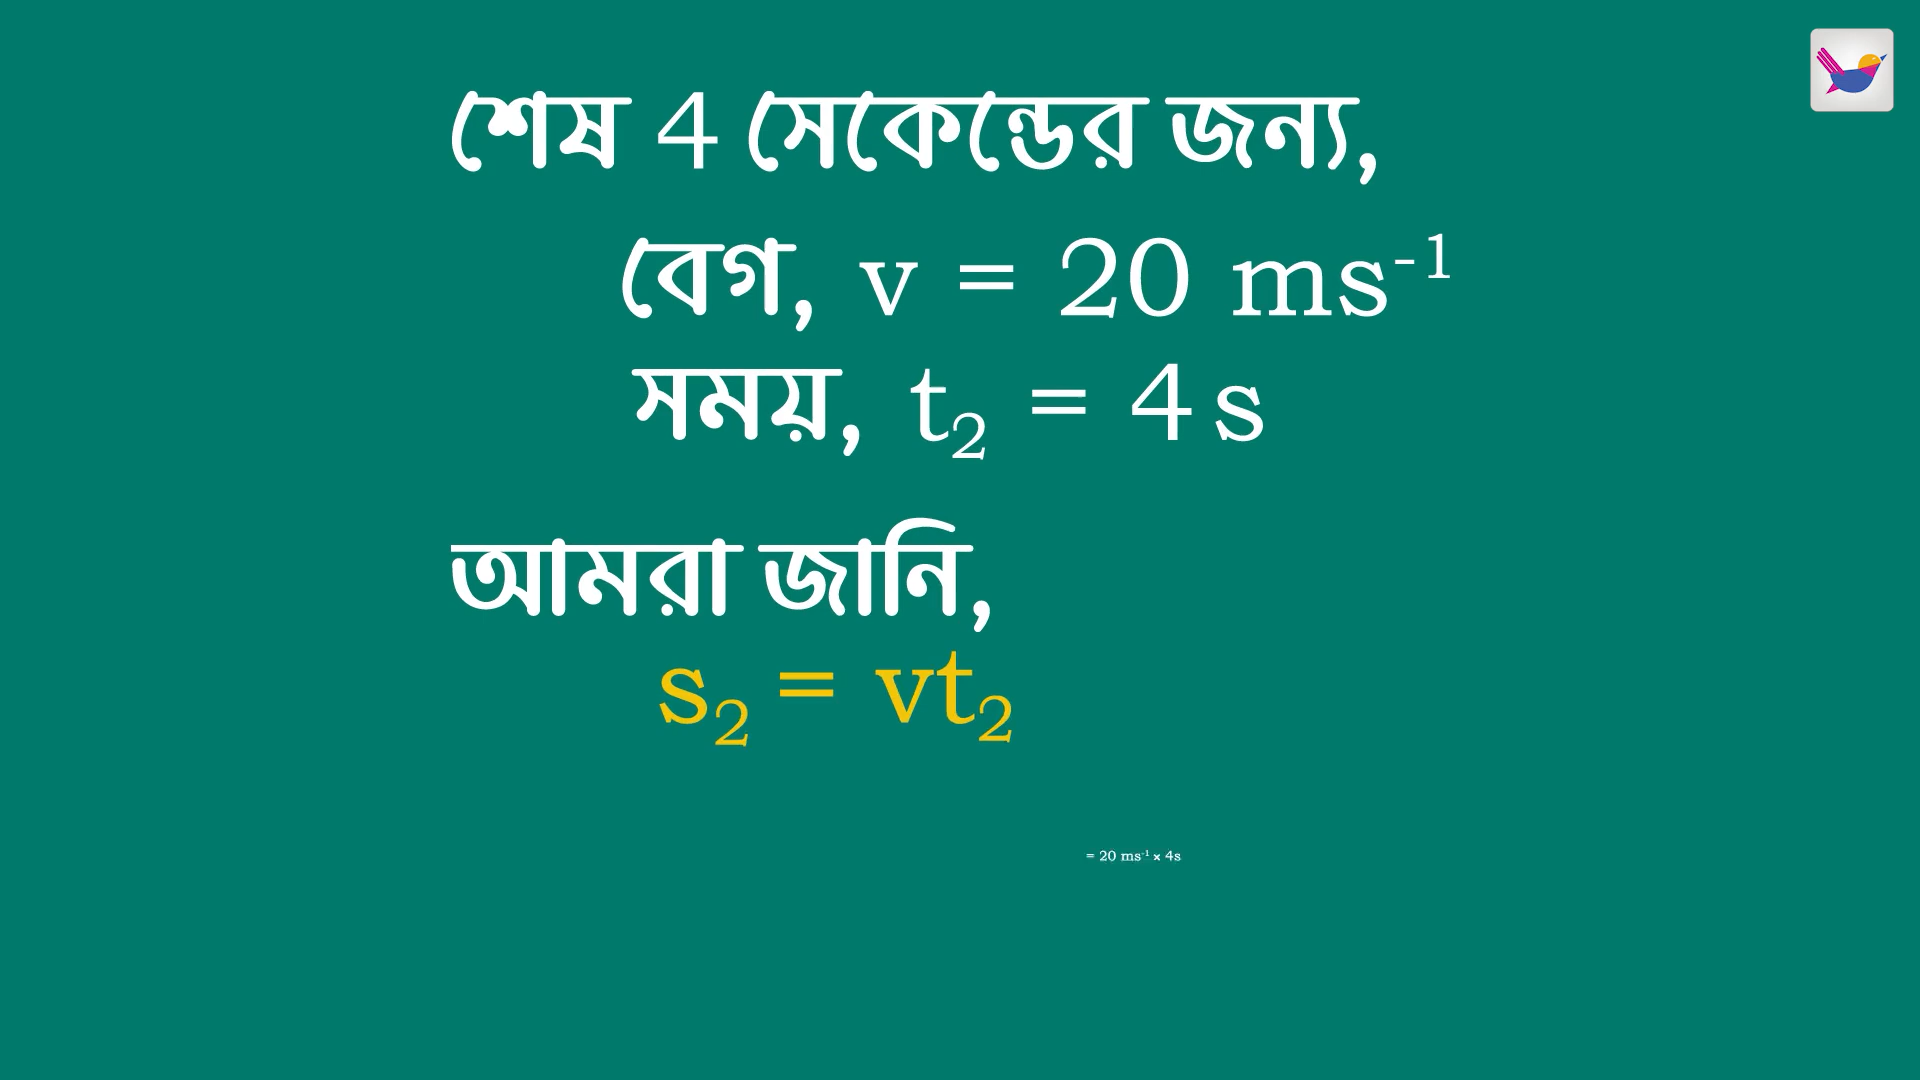 শেষ 4 সেকেন্ডের জন্য,
বেগ, v = 20 ms⁻¹
সময়, t₂ = 4 s
আমরা জানি,
s₂ = vt₂
= 20 ms⁻¹ × 4s